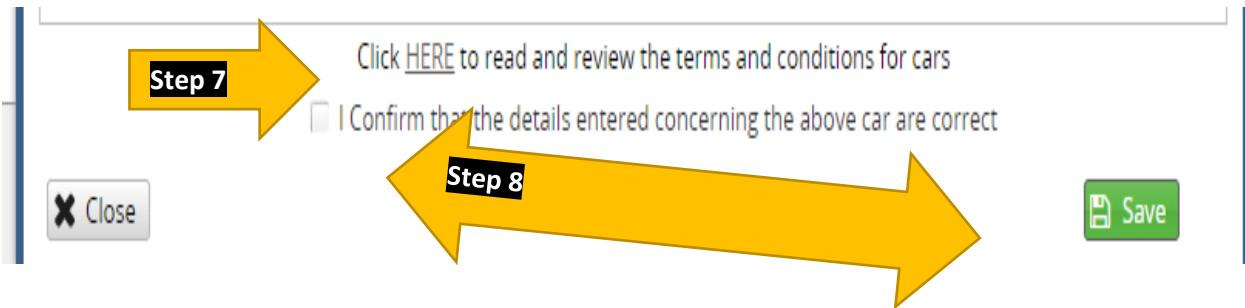 Click HERE to read and review the terms and conditions for cars
Step 7
I Confirm that the details entered concerning the above car are correct
Step 8
Close
Save